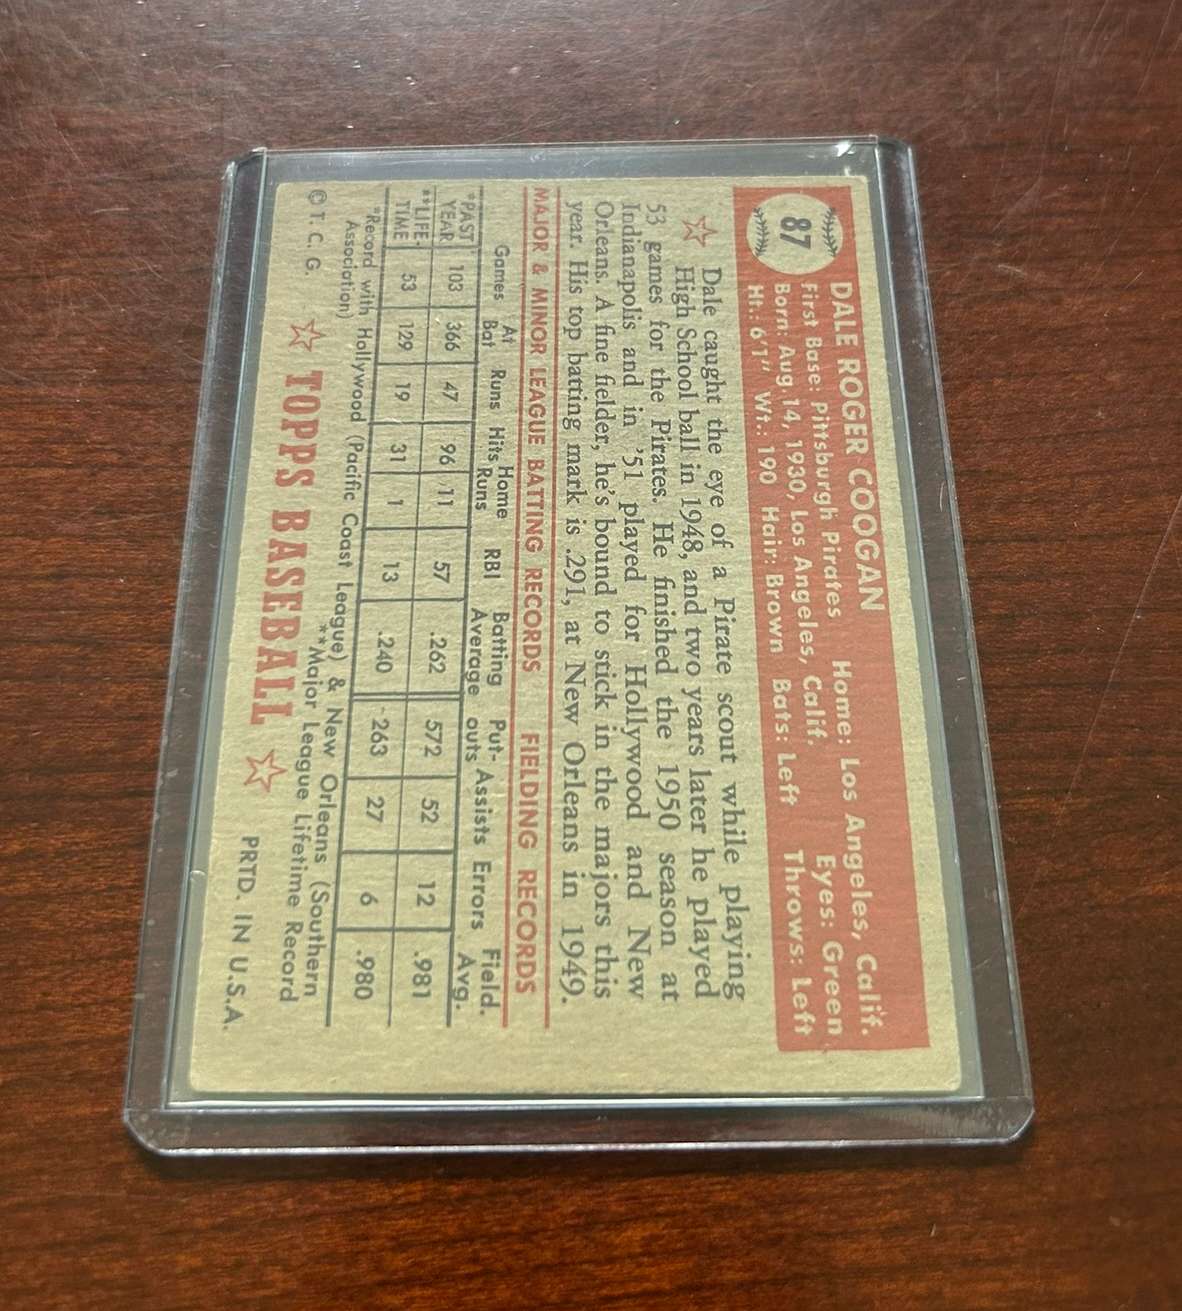 87
DALE ROGER COOGAN
First Base: Pittsburgh Pirates Home: Los Angeles, Calif.
Born: Aug. 14, 1930, Los Angeles, Calif. Eyes: Green
Ht.: 6'1" Wt.: 190 Hair: Brown Bats: Left Throws: Left
Dale caught the eye of a Pirate scout while playing
High School ball in 1948, and two years later he played
53 games for the Pirates. He finished the 1950 season at
Indianapolis and in '51 played for Hollywood and New
Orleans. A fine fielder, he's bound to stick in the majors this
year. His top batting mark is .291, at New Orleans in 1949.
MAJOR & MINOR LEAGUE BATTING RECORDS FIELDING RECORDS
Games At Bat Runs Hits Home Runs RBI Batting Average Put-outs Assists Errors Field. Avg.
*PAST YEAR 103 366 47 96 11 57 .262 572 52 12 .981
**LIFE-TIME 53 129 19 31 1 13 .240 263 27 6 .980
*Record with Hollywood (Pacific Coast League) & New Orleans (Southern
Association) **Major League Lifetime Record
© T. C. G. TOPPS BASEBALL PRTD. IN U.S.A.